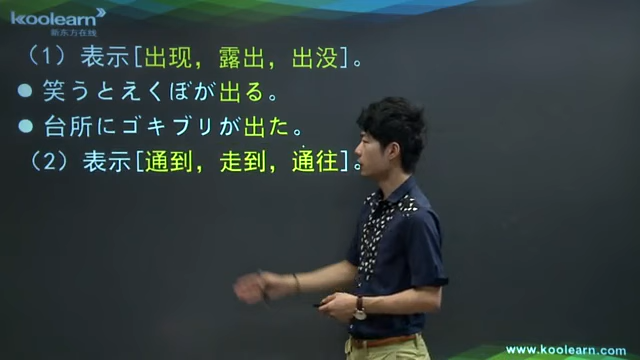 koolearn
新东方在线
（1）表示[出现，露出，出没]。
● 笑うとえくぼが出る。
● 台所にゴキブリが出た。
（2）表示[通到，走到，通往]。
www.koolearn.com